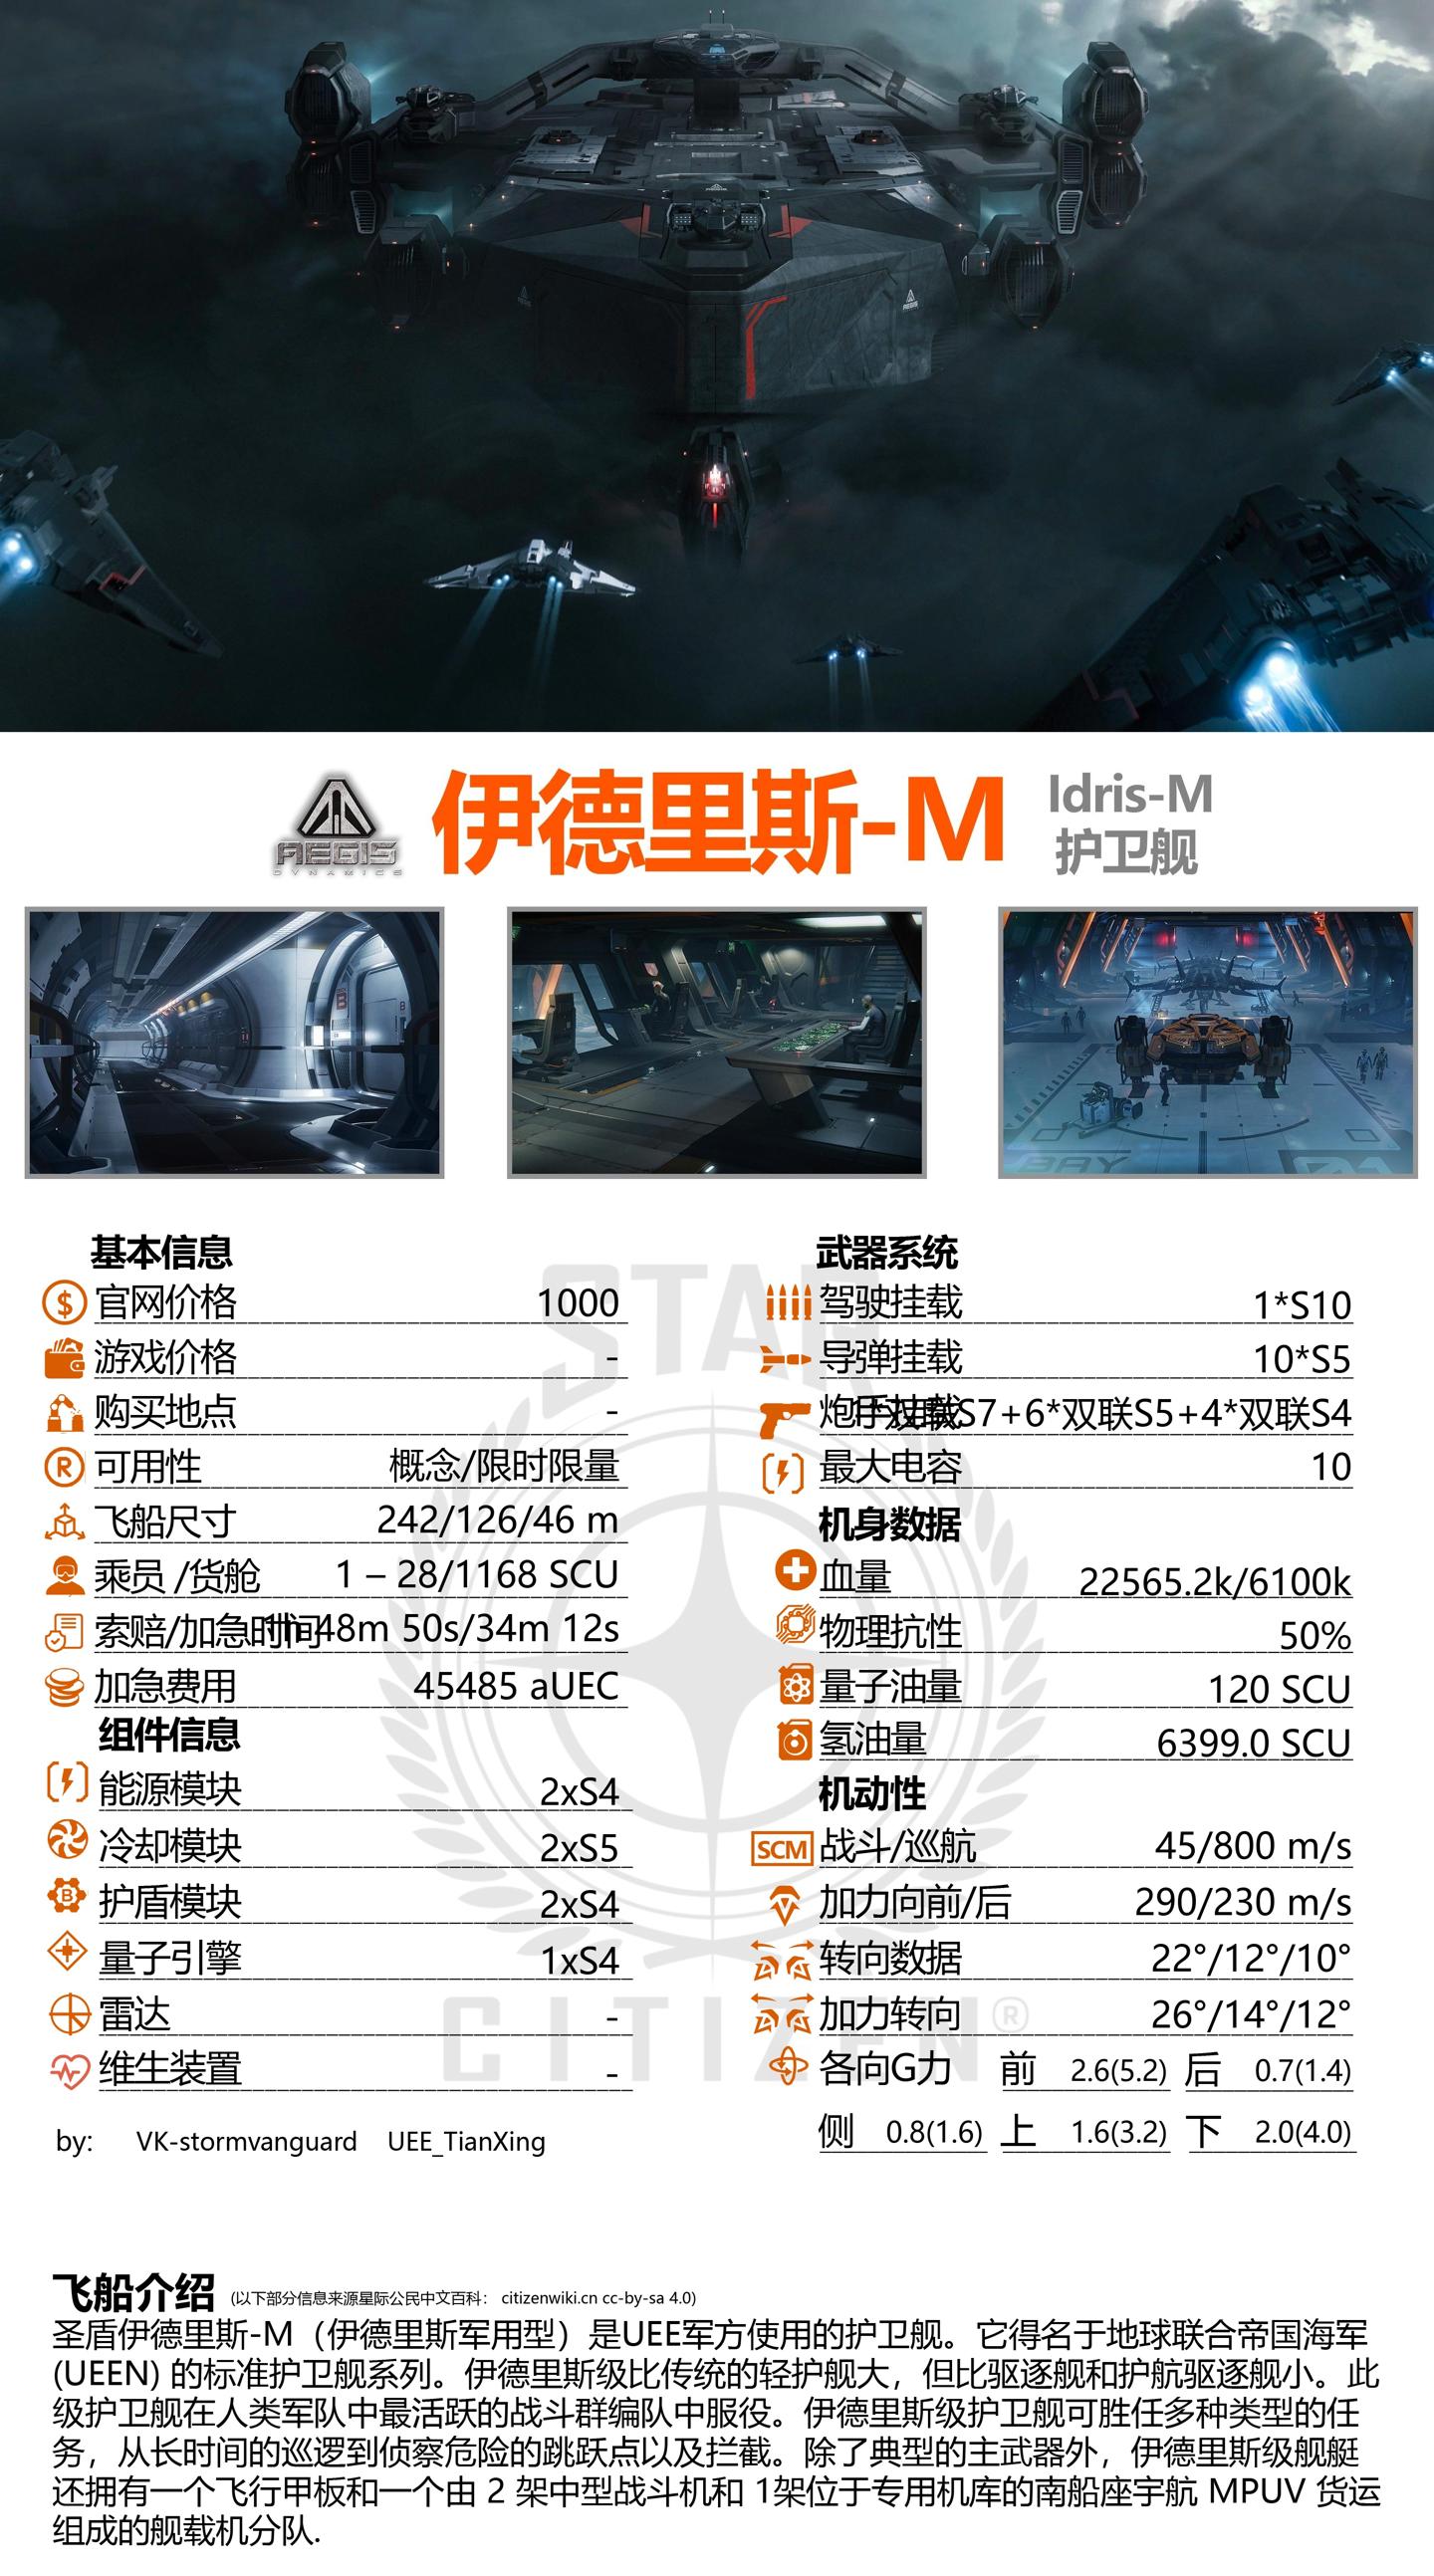 AEGIS
DYNAMICS
伊德里斯-M
Idris-M
护卫舰
基本信息
官网价格 1000
游戏价格 -
购买地点 -
可用性 概念/限时限量
飞船尺寸 242/126/46 m
乘员 /货舱 1 – 28/1168 SCU
索赔/加急时间 48m 50s/34m 12s
加急费用 45485 aUEC
组件信息
能源模块 2xS4
冷却模块 2xS5
护盾模块 2xS4
量子引擎 1xS4
雷达 -
维生装置 -
by: VK-stormvanguard UEE_TianXing
武器系统
驾驶挂载 1*S10
导弹挂载 10*S5
炮手挂载 S7+6*双联S5+4*双联S4
最大电容 10
机身数据
血量 22565.2k/6100k
物理抗性 50%
量子油量 120 SCU
氢油量 6399.0 SCU
机动性
SCM 战斗/巡航 45/800 m/s
加力向前/后 290/230 m/s
转向数据 22°/12°/10°
加力转向 26°/14°/12°
各向G力 前 2.6(5.2) 后 0.7(1.4)
侧 0.8(1.6) 上 1.6(3.2) 下 2.0(4.0)
STAR
CITIZEN®
飞船介绍 (以下部分信息来源星际公民中文百科： citizenwiki.cn cc-by-sa 4.0)
圣盾伊德里斯-M（伊德里斯军用型）是UEE军方使用的护卫舰。它得名于地球联合帝国海军
(UEEN) 的标准护卫舰系列。伊德里斯级比传统的轻护舰大，但比驱逐舰和护航驱逐舰小。此
级护卫舰在人类军队中最活跃的战斗群编队中服役。伊德里斯级护卫舰可胜任多种类型的任
务，从长时间的巡逻到侦察危险的跳跃点以及拦截。除了典型的主武器外，伊德里斯级舰艇
还拥有一个飞行甲板和一个由 2 架中型战斗机和 1架位于专用机库的南船座宇航 MPUV 货运
组成的舰载机分队.